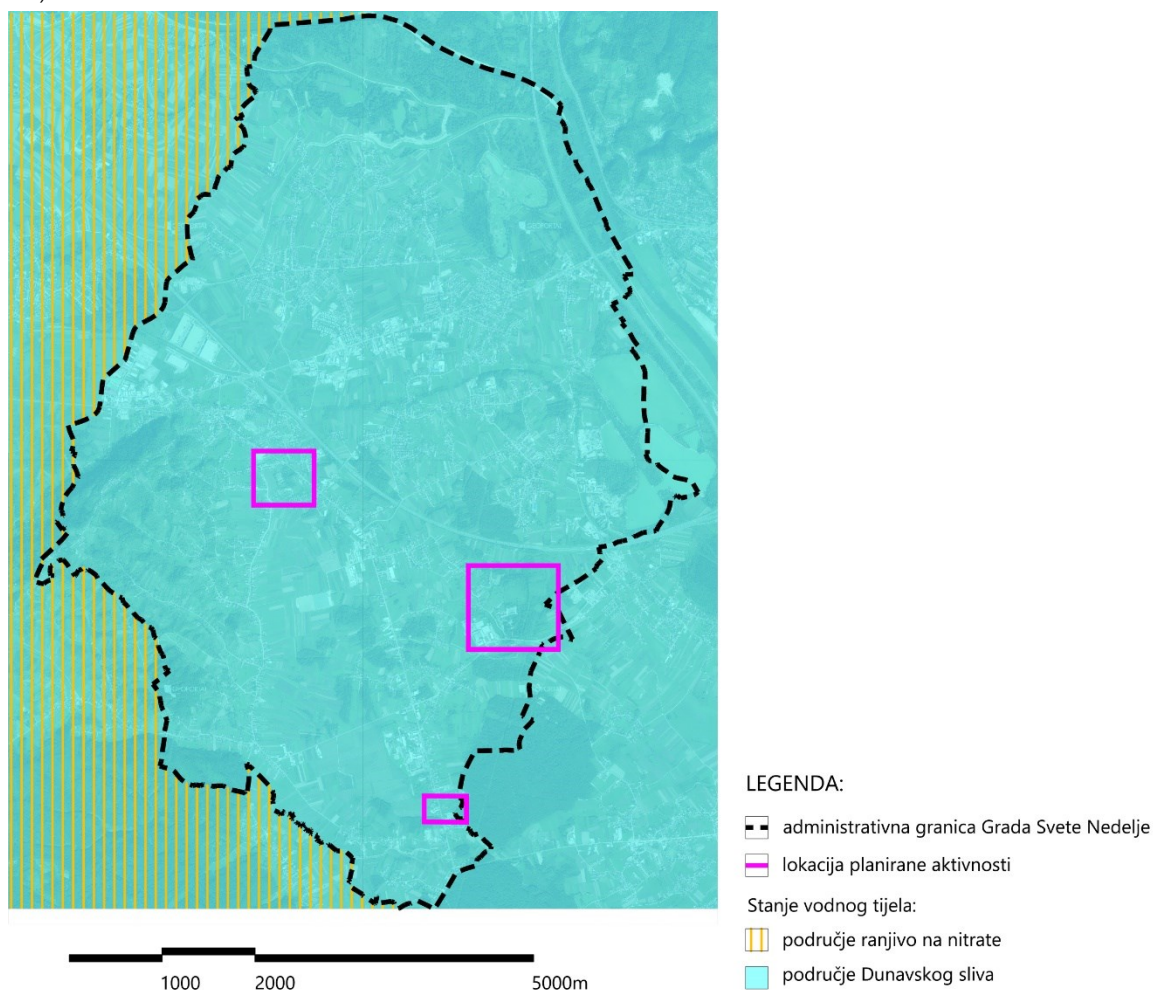 LEGENDA:
administrativna granica Grada Svete Nedelje
lokacija planirane aktivnosti
Stanje vodnog tijela:
područje ranjivo na nitrate
područje Dunavskog sliva
1000
2000
5000m